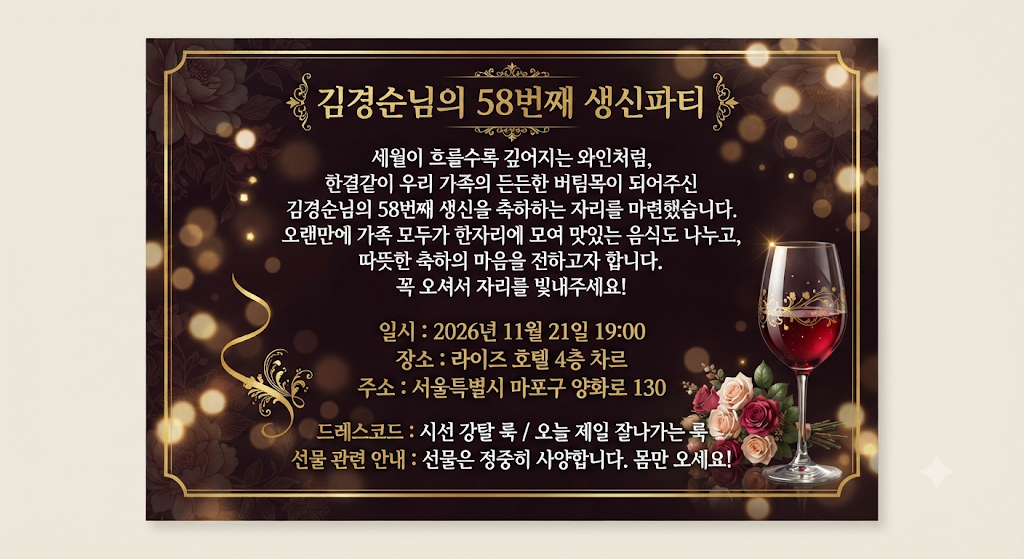 김경순님의 58번째 생신파티
세월이 흐를수록 깊어지는 와인처럼,
한결같이 우리 가족의 든든한 버팀목이 되어주신
김경순님의 58번째 생신을 축하하는 자리를 마련했습니다.
오랜만에 가족 모두가 한자리에 모여 맛있는 음식도 나누고,
따뜻한 축하의 마음을 전하고자 합니다.
꼭 오셔서 자리를 빛내주세요!
일시 : 2026년 11월 21일 19:00
장소 : 라이즈 호텔 4층 차르
주소 : 서울특별시 마포구 양화로 130
드레스코드 : 시선 강탈 룩 / 오늘 제일 잘나가는 룩
선물 관련 안내 : 선물은 정중히 사양합니다. 몸만 오세요!